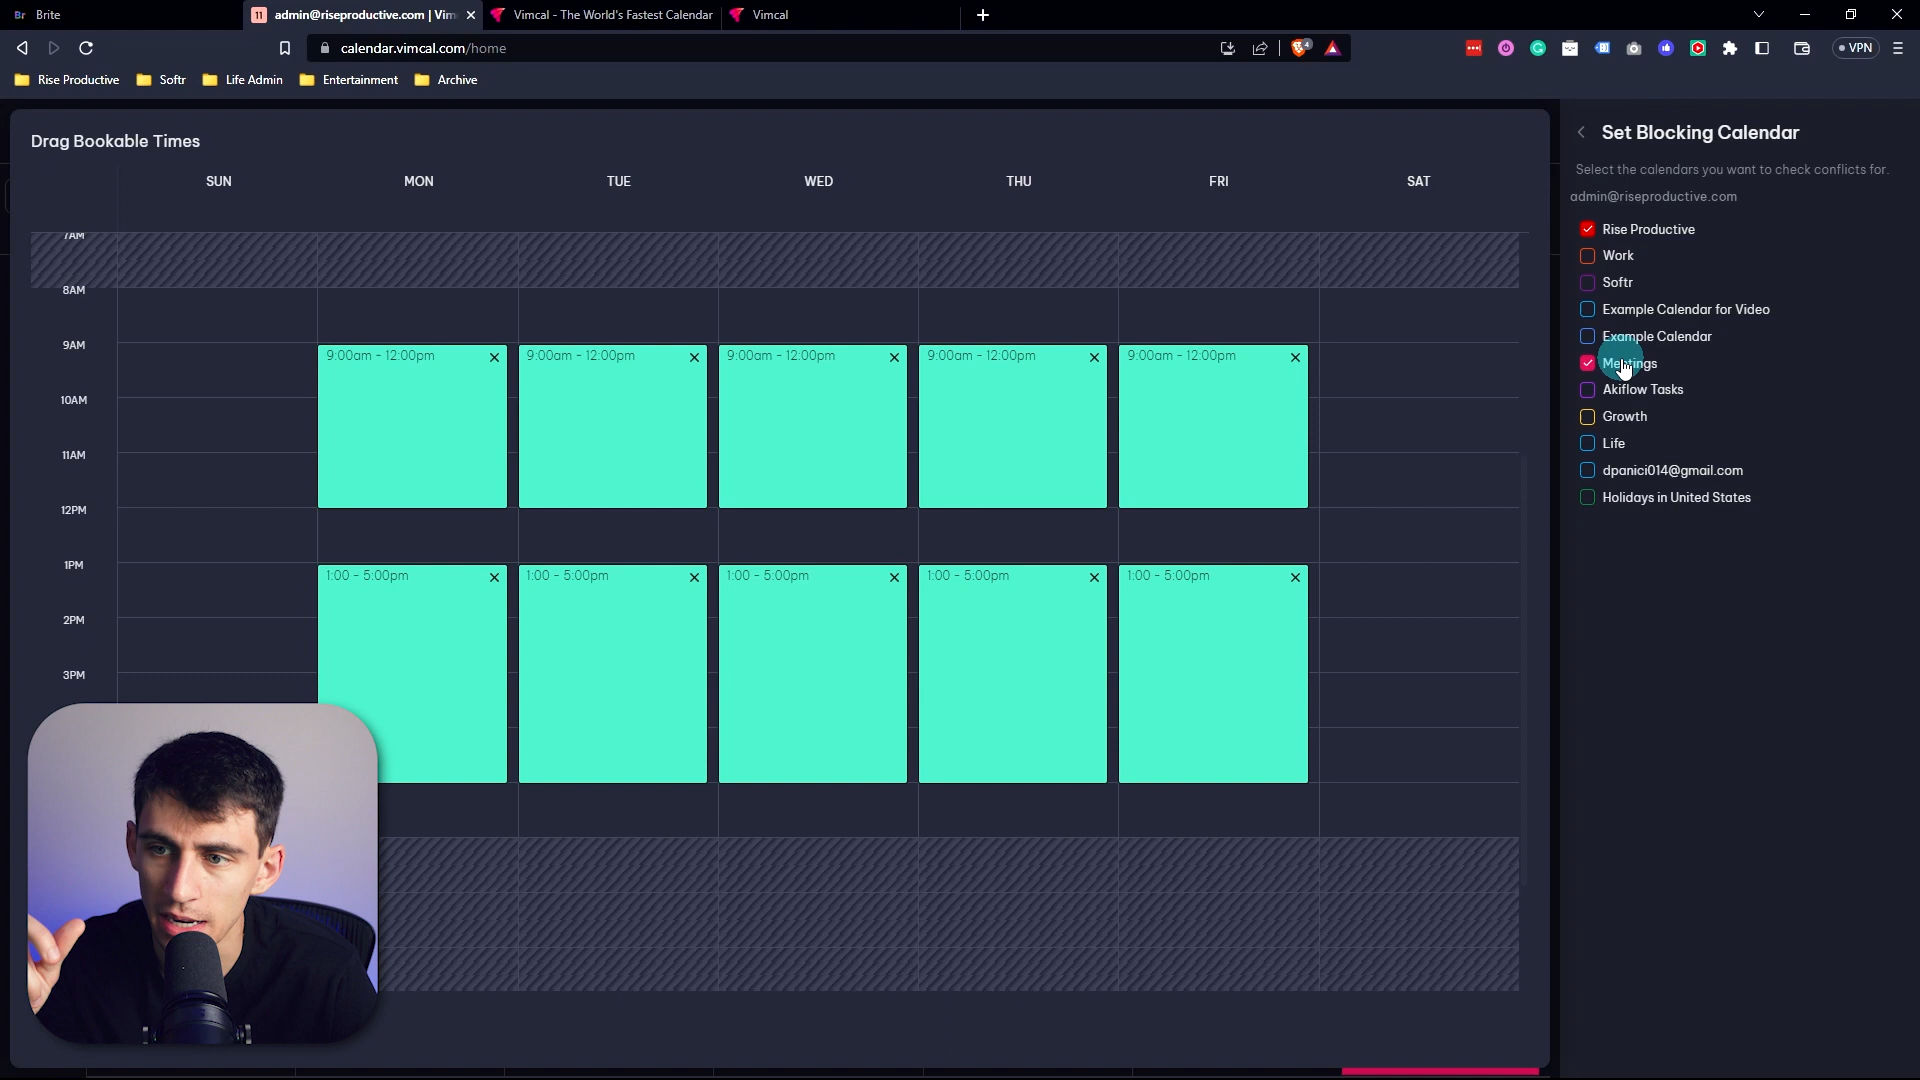 Br Brite
11 admin@riseproductive.com | Vim
Vimcal - The World's Fastest Calendar
Vimcal
calendar.vimcal.com/home
4
VPN
Rise Productive
Softr
Life Admin
Entertainment
Archive
Drag Bookable Times
SUN MON TUE WED THU FRI SAT
7AM
8AM
9AM
9:00am - 12:00pm 9:00am - 12:00pm 9:00am - 12:00pm 9:00am - 12:00pm 9:00am - 12:00pm
10AM
11AM
12PM
1PM
1:00 - 5:00pm 1:00 - 5:00pm 1:00 - 5:00pm 1:00 - 5:00pm 1:00 - 5:00pm
2PM
3PM
Set Blocking Calendar
Select the calendars you want to check conflicts for.
admin@riseproductive.com
Rise Productive
Work
Softr
Example Calendar for Video
Example Calendar
Meetings
Akiflow Tasks
Growth
Life
dpanici014@gmail.com
Holidays in United States